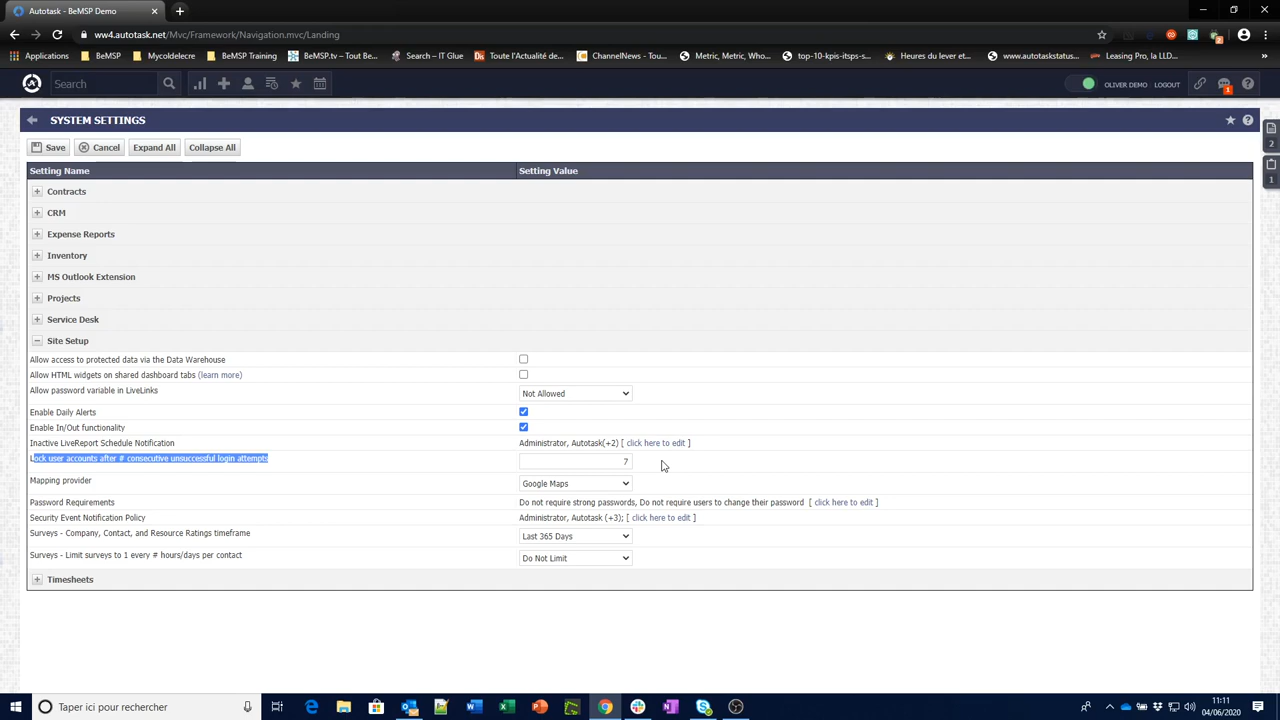 Autotask - BeMSP Demo
ww4.autotask.net/Mvc/Framework/Navigation.mvc/Landing
Applications BeMSP Mycoldelecre BeMSP Training Search – IT Glue Toute l'Actualité de... ChannelNews Metric, Metric, Who... top-10-kpis-itsps-s... Heures du lever et... www.autotaskstatus... Leasing Pro, la LLD...
Search OLIVER DEMO LOGOUT 1
SYSTEM SETTINGS
2
Save Cancel Expand All Collapse All
Setting Name Setting Value
1
Contracts
CRM
Expense Reports
Inventory
MS Outlook Extension
Projects
Service Desk
Site Setup
Allow access to protected data via the Data Warehouse
Allow HTML widgets on shared dashboard tabs (learn more)
Allow password variable in LiveLinks Not Allowed
Enable Daily Alerts
Enable In/Out functionality
Inactive LiveReport Schedule Notification Administrator, Autotask(+2) [ click here to edit ]
Lock user accounts after # consecutive unsuccessful login attempts 7
Mapping provider Google Maps
Password Requirements Do not require strong passwords, Do not require users to change their password [ click here to edit ]
Security Event Notification Policy Administrator, Autotask (+3); [ click here to edit ]
Surveys - Company, Contact, and Resource Ratings timeframe Last 365 Days
Surveys - Limit surveys to 1 every # hours/days per contact Do Not Limit
Timesheets
Taper ici pour rechercher
11:11
04/06/2020